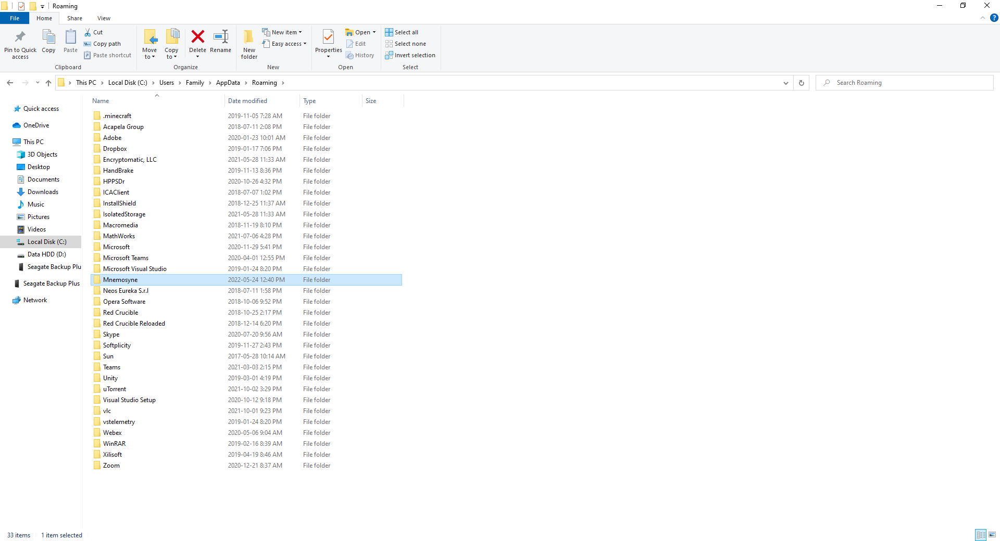 Roaming
File Home Share View
Pin to Quick access
Copy
Paste
Cut
Copy path
Paste shortcut
Clipboard
Move to
Copy to
Delete
Rename
Organize
New folder
New item
Easy access
New
Properties
Open
Edit
History
Open
Select all
Select none
Invert selection
Select
This PC > Local Disk (C:) > Users > Family > AppData > Roaming >
Search Roaming
Quick access
OneDrive
This PC
3D Objects
Desktop
Documents
Downloads
Music
Pictures
Videos
Local Disk (C:)
Data HDD (D:)
Seagate Backup Plu
Seagate Backup Plus
Network
Name Date modified Type Size
.minecraft 2019-11-05 7:28 AM File folder
Acapela Group 2018-07-11 2:08 PM File folder
Adobe 2020-01-23 10:01 AM File folder
Dropbox 2019-01-17 7:06 PM File folder
Encryptomatic, LLC 2021-05-28 11:33 AM File folder
HandBrake 2019-11-13 8:36 PM File folder
HPPSDr 2020-10-26 4:32 PM File folder
ICAClient 2018-07-07 1:02 PM File folder
InstallShield 2018-12-25 11:37 AM File folder
IsolatedStorage 2021-05-28 11:33 AM File folder
Macromedia 2018-11-19 8:10 PM File folder
MathWorks 2021-07-06 4:28 PM File folder
Microsoft 2020-11-29 5:41 PM File folder
Microsoft Teams 2020-04-01 12:55 PM File folder
Microsoft Visual Studio 2019-01-24 8:20 PM File folder
Mnemosyne 2022-05-24 12:40 PM File folder
Neos Eureka S.r.l 2018-07-11 1:58 PM File folder
Opera Software 2018-10-06 9:52 PM File folder
Red Crucible 2018-10-25 2:17 PM File folder
Red Crucible Reloaded 2018-12-14 6:20 PM File folder
Skype 2020-07-20 9:56 AM File folder
Softplicity 2019-11-27 2:43 PM File folder
Sun 2017-05-28 10:14 AM File folder
Teams 2021-03-03 2:15 PM File folder
Unity 2019-03-01 4:19 PM File folder
uTorrent 2021-10-02 3:29 PM File folder
Visual Studio Setup 2020-10-12 9:18 PM File folder
vlc 2021-10-01 9:23 PM File folder
vstelemetry 2019-01-24 8:20 PM File folder
Webex 2020-05-06 9:04 AM File folder
WinRAR 2019-02-16 8:39 AM File folder
Xilisoft 2019-04-19 8:46 AM File folder
Zoom 2020-12-21 8:37 AM File folder
33 items 1 item selected